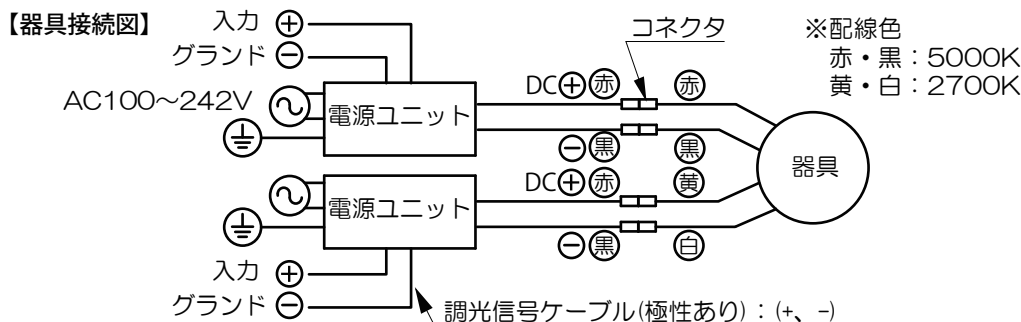 【器具接続図】
入力 ⊕
グランド ⊖
AC100～242V
電源ユニット
コネクタ
※配線色
赤・黒：5000K
黄・白：2700K
DC⊕ 赤 赤
⊖ 黒 黒
器具
DC⊕ 赤 黄
⊖ 黒 白
電源ユニット
入力 ⊕
グランド ⊖
調光信号ケーブル(極性あり)：(+、-)